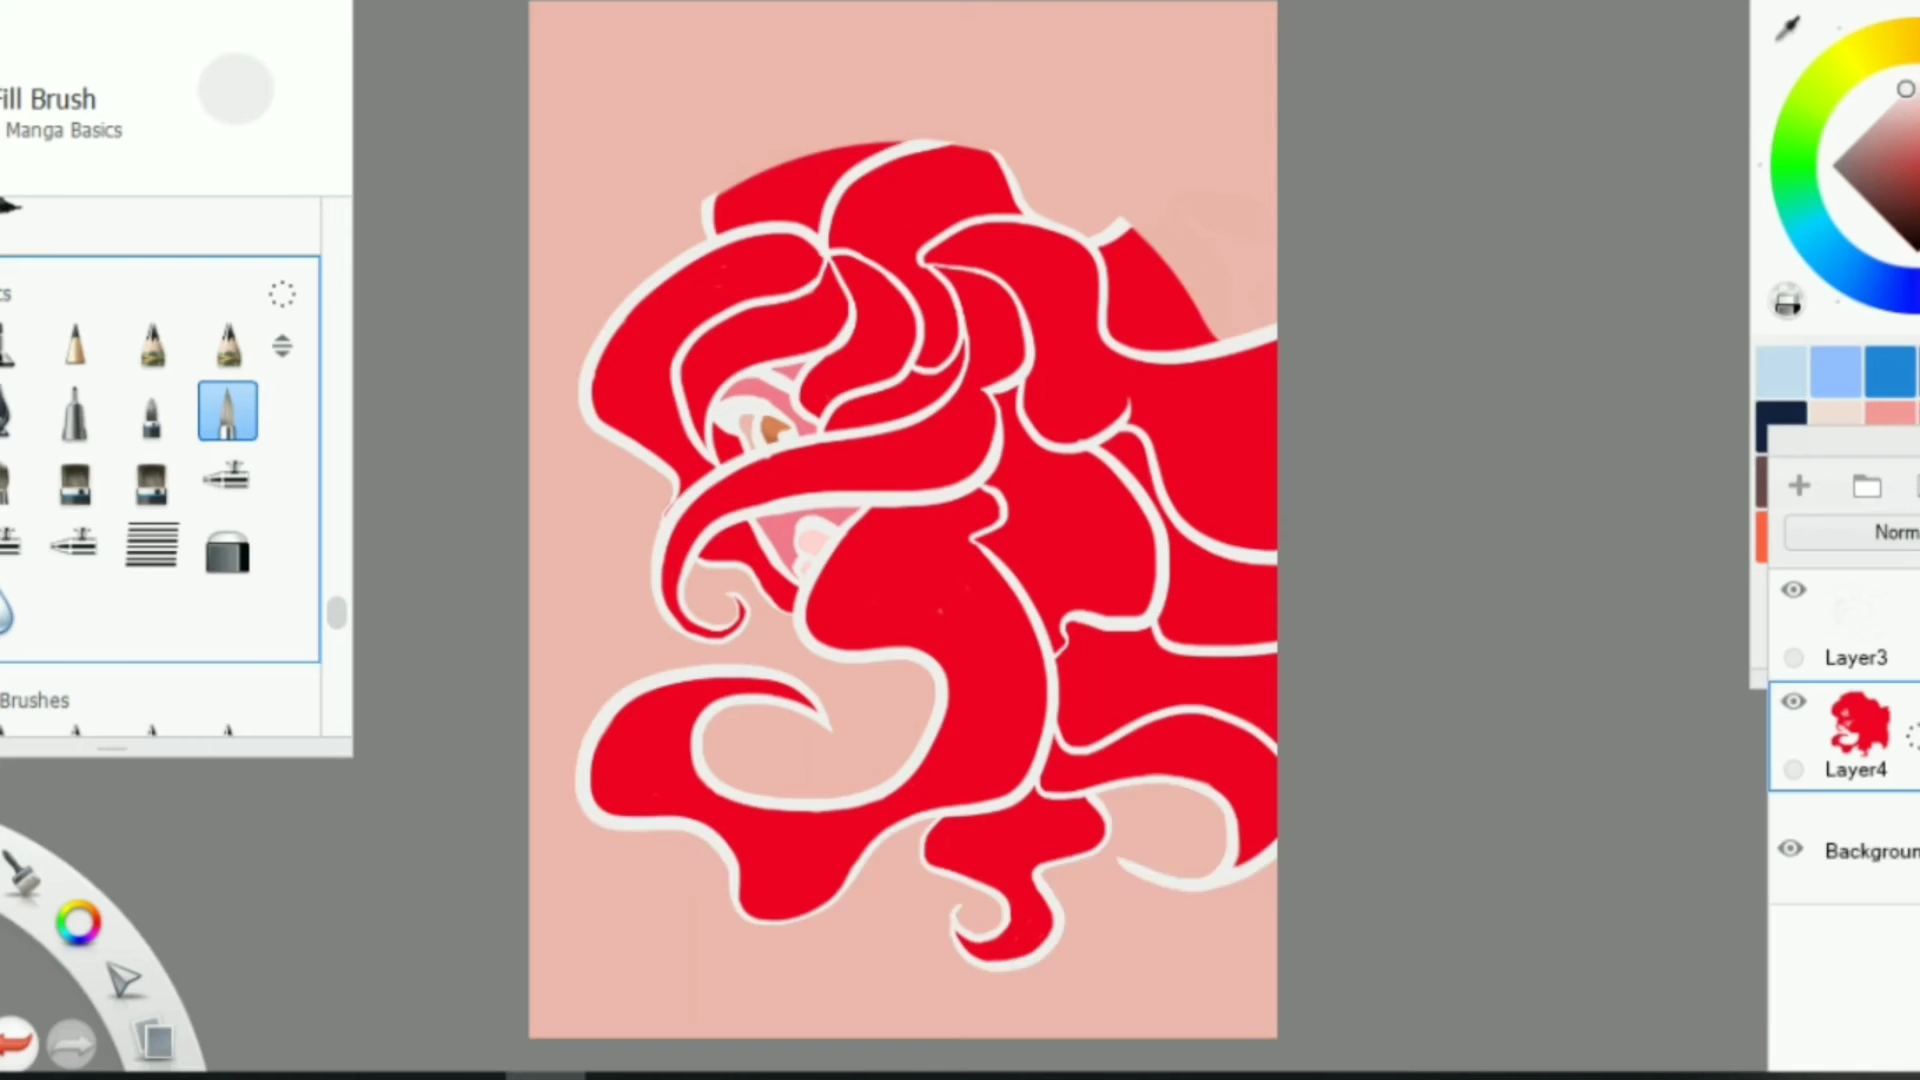 ill Brush
Manga Basics
Brushes
Norm
Layer3
Layer4
Backgroun